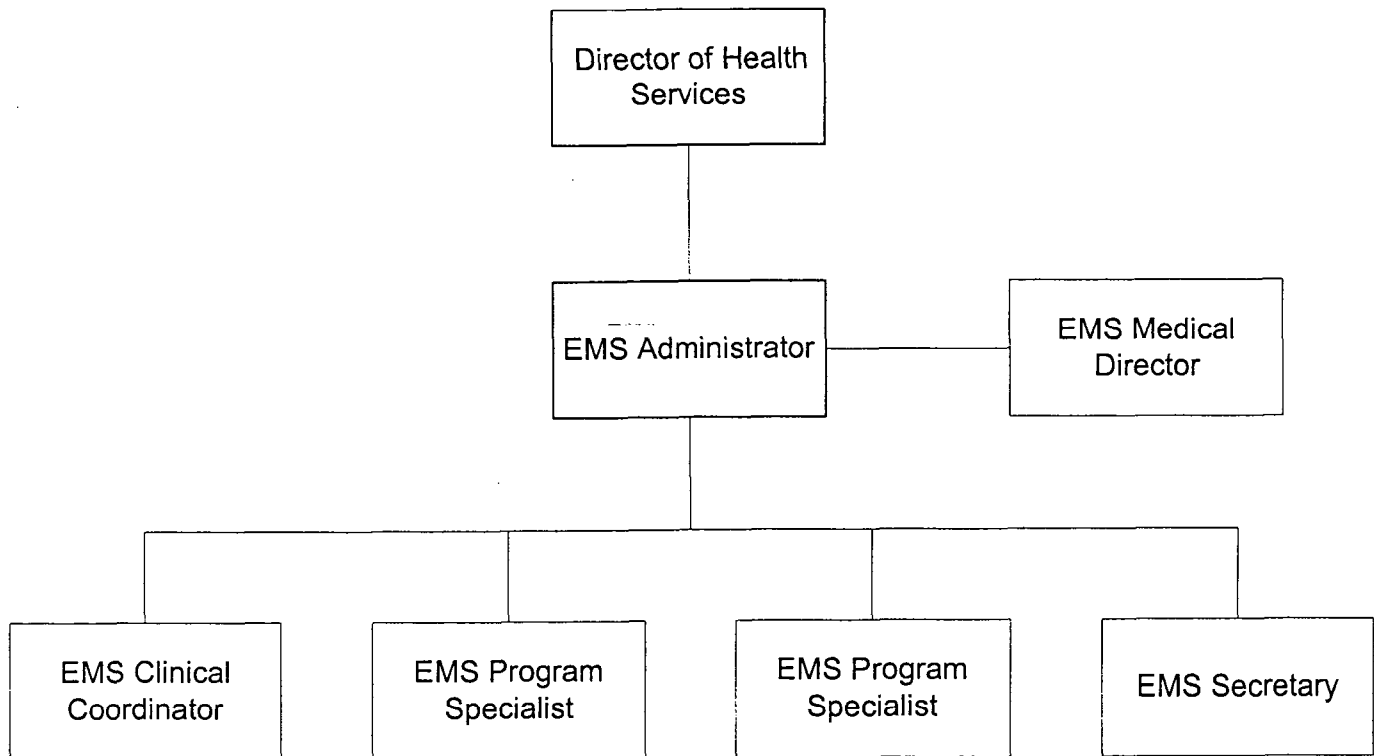 Director of Health
Services
EMS Administrator
EMS Medical
Director
EMS Clinical
Coordinator
EMS Program
Specialist
EMS Program
Specialist
EMS Secretary